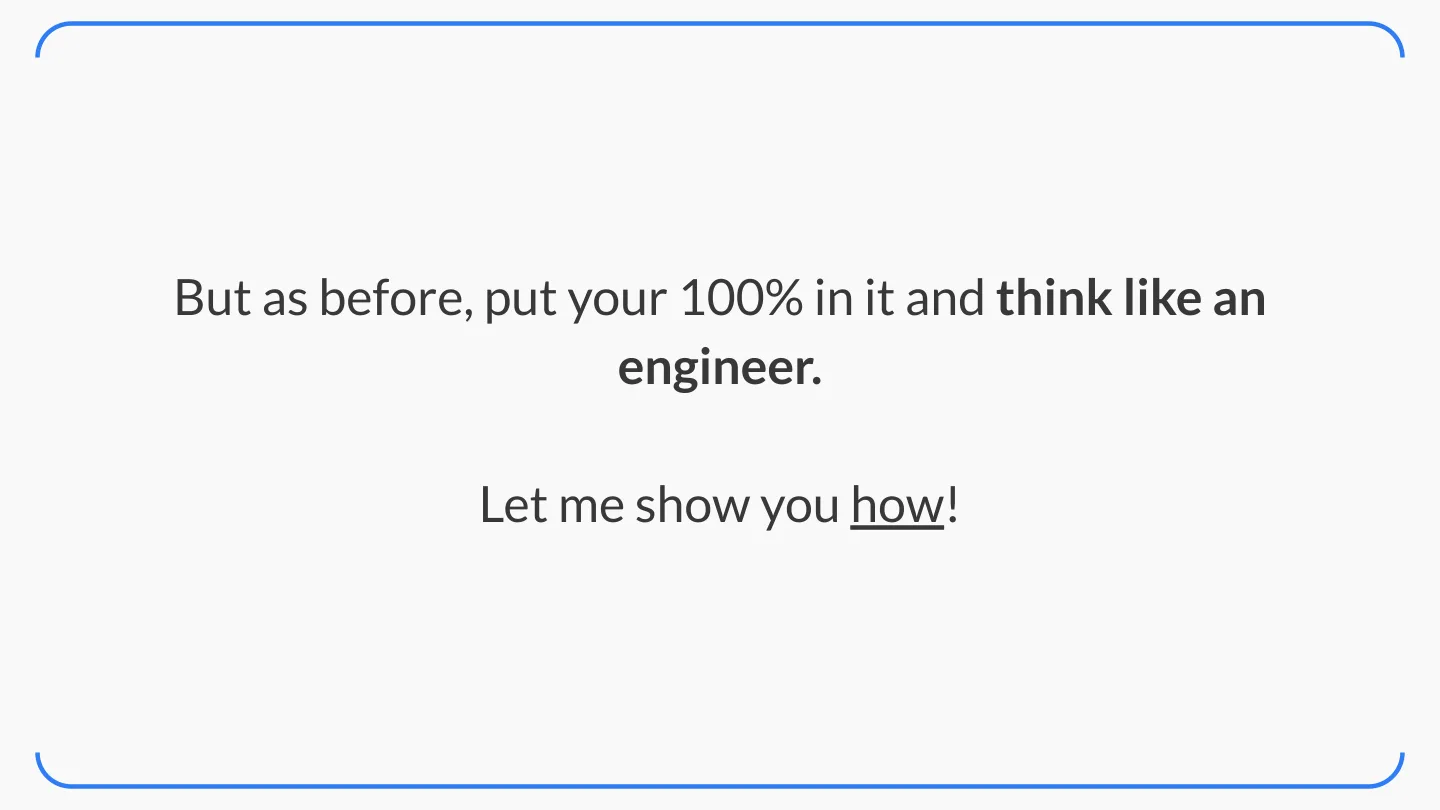 But as before, put your 100% in it and think like an
engineer.
Let me show you how!